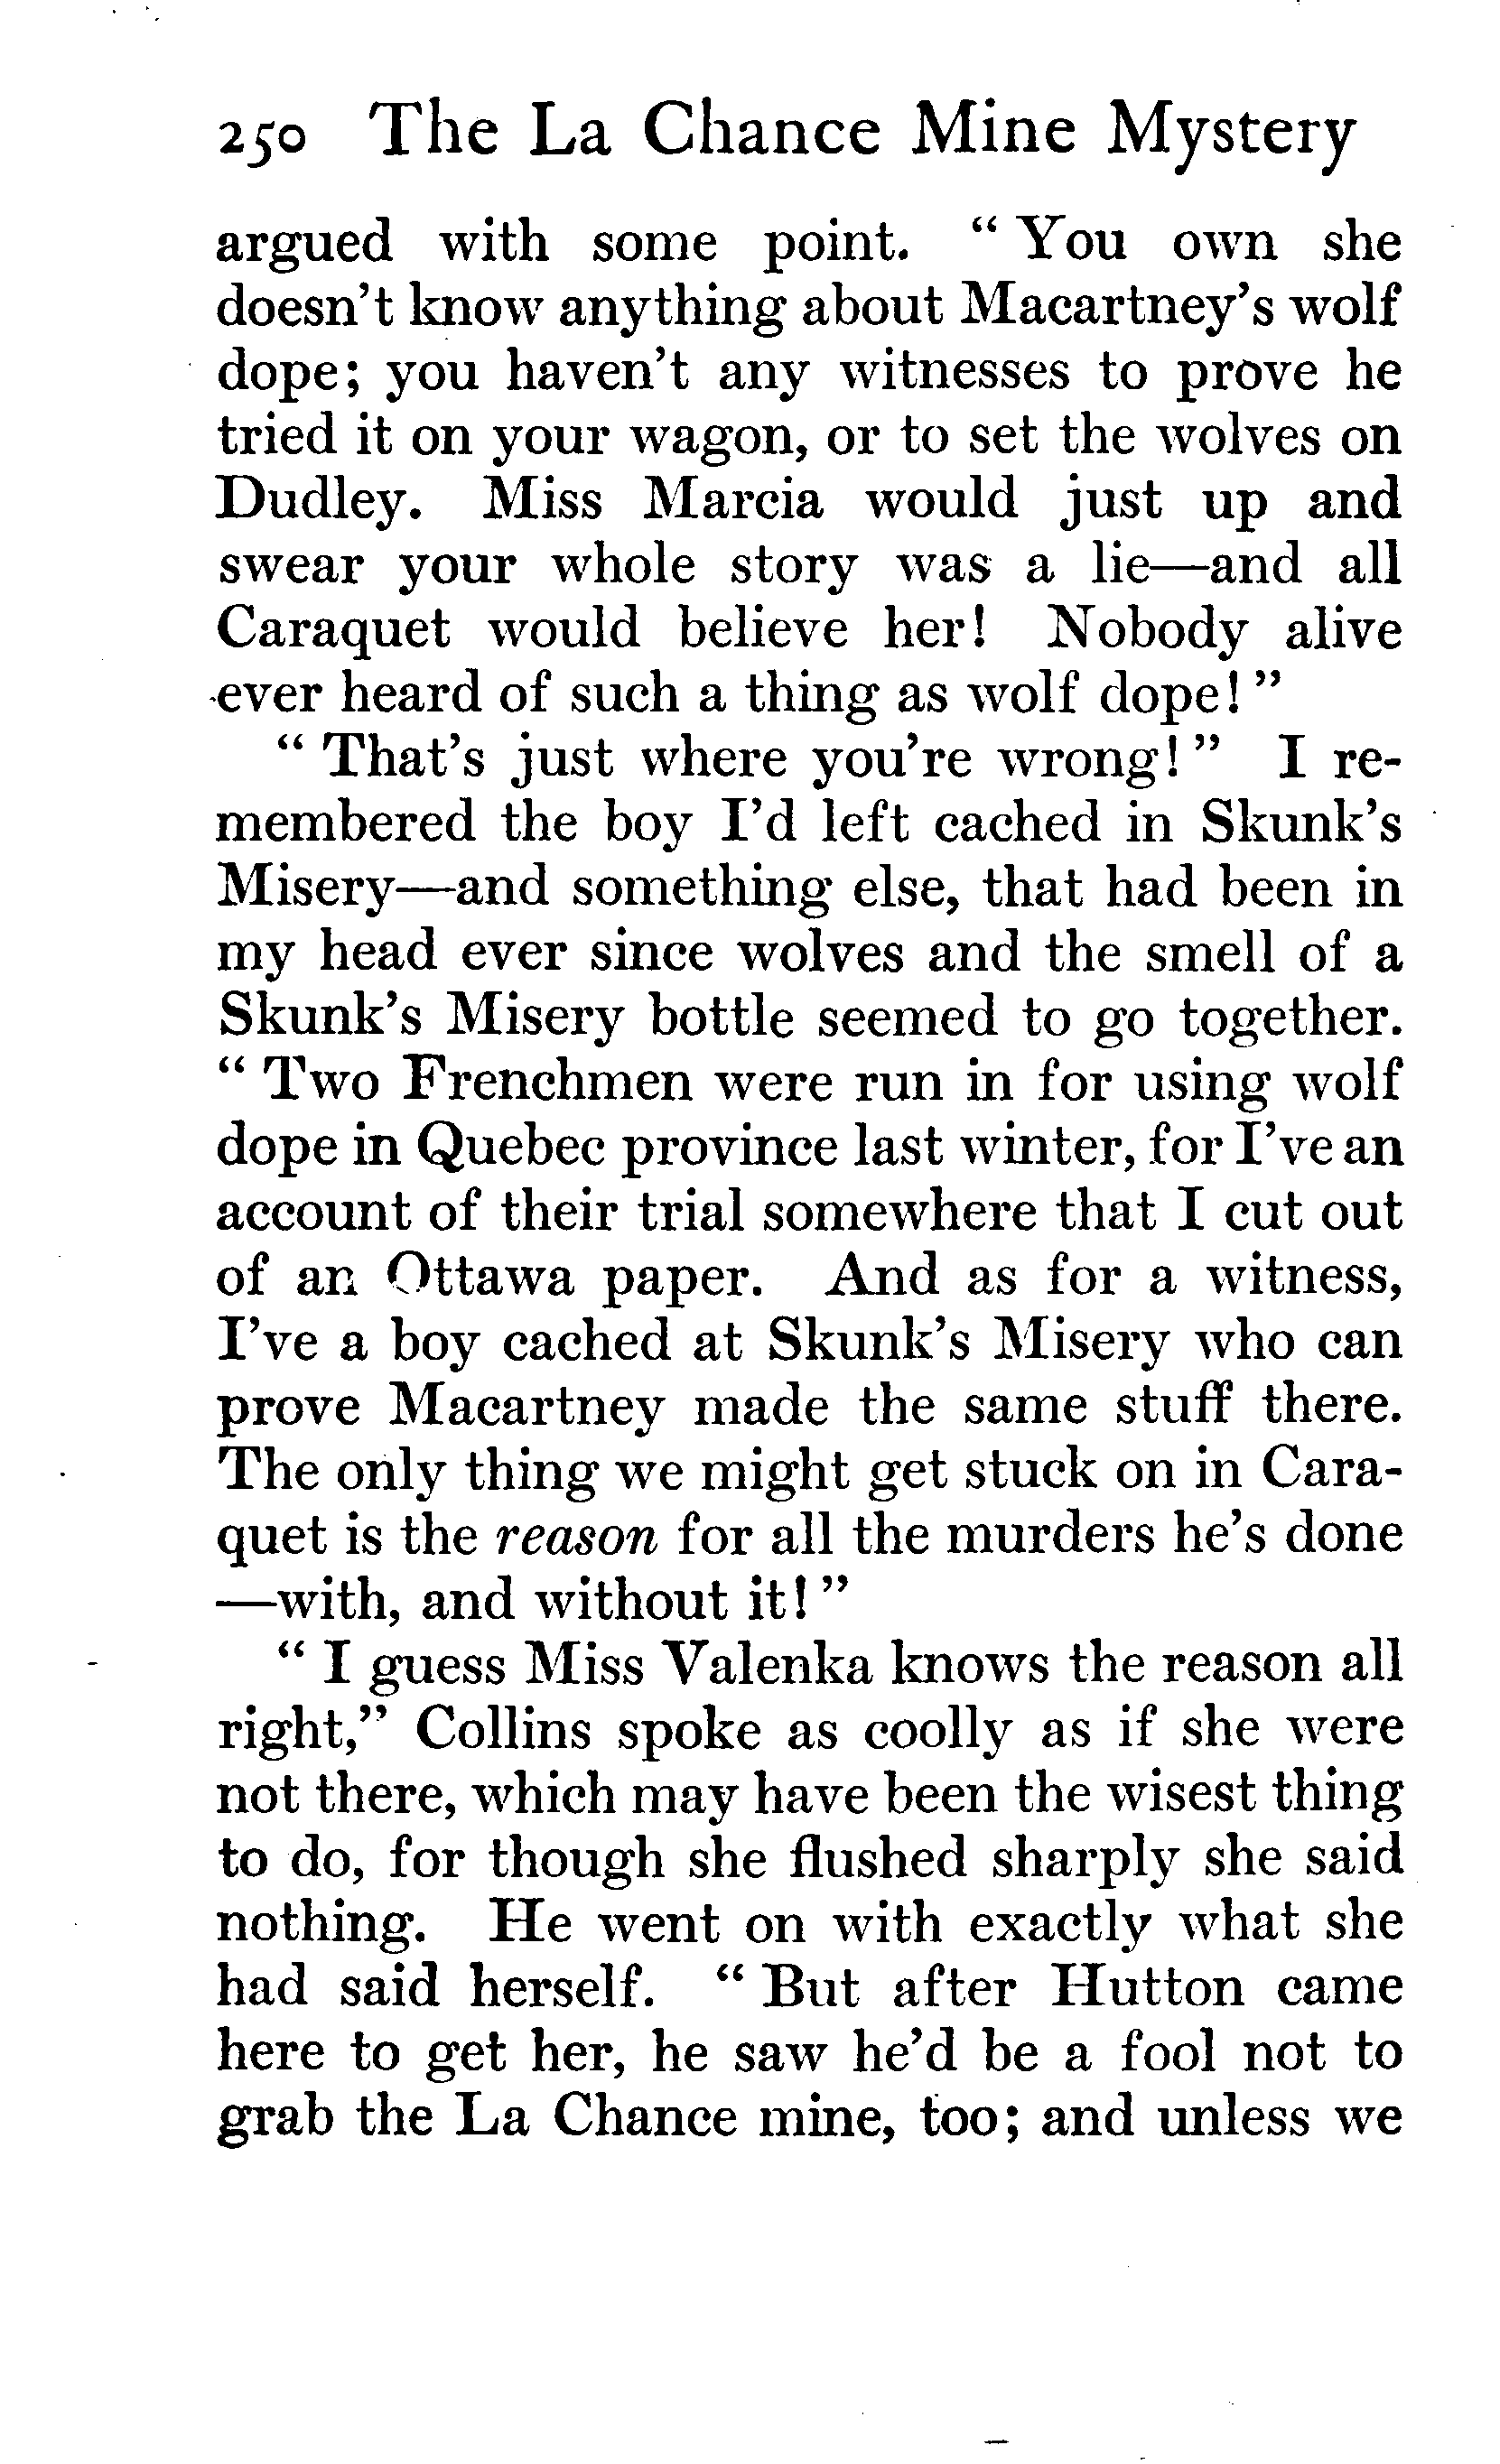 250 The La Chance Mine Mystery
argued with some point. " You own she
doesn't know anything about Macartney's wolf
dope; you haven't any witnesses to prove he
tried it on your wagon, or to set the wolves on
Dudley. Miss Marcia would just up and
swear your whole story was a lie—and all
Caraquet would believe her! Nobody alive
ever heard of such a thing as wolf dope! "
" That's just where you're wrong! " I re-
membered the boy I'd left cached in Skunk's
Misery—and something else, that had been in
my head ever since wolves and the smell of a
Skunk's Misery bottle seemed to go together.
" Two Frenchmen were run in for using wolf
dope in Quebec province last winter, for I've an
account of their trial somewhere that I cut out
of an Ottawa paper. And as for a witness,
I've a boy cached at Skunk's Misery who can
prove Macartney made the same stuff there.
The only thing we might get stuck on in Cara-
quet is the reason for all the murders he's done
—with, and without it! "
" I guess Miss Valenka knows the reason all
right," Collins spoke as coolly as if she were
not there, which may have been the wisest thing
to do, for though she flushed sharply she said
nothing. He went on with exactly what she
had said herself. " But after Hutton came
here to get her, he saw he'd be a fool not to
grab the La Chance mine, too; and unless we